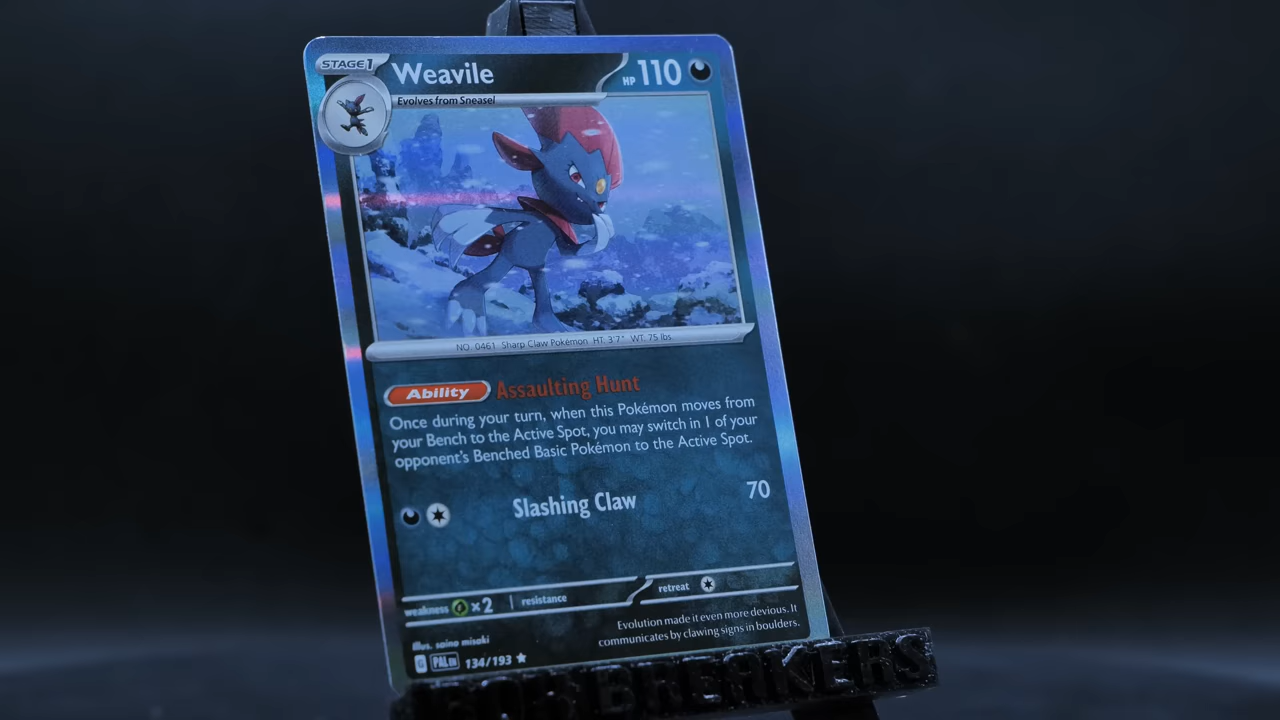 STAGE 1
Weavile
HP 110
Evolves from Sneasel
NO. 0461 Sharp Claw Pokémon HT. 3'7" WT. 75 lbs
Ability Assaulting Hunt
Once during your turn, when this Pokémon moves from
your Bench to the Active Spot, you may switch in 1 of your
opponent's Benched Basic Pokémon to the Active Spot.
Slashing Claw 70
weakness ×2 resistance
retreat
Evolution made it even more devious. It
communicates by clawing signs in boulders.
Illus. saino misaki
G PAL EN 134/193 ★
BREAKERS